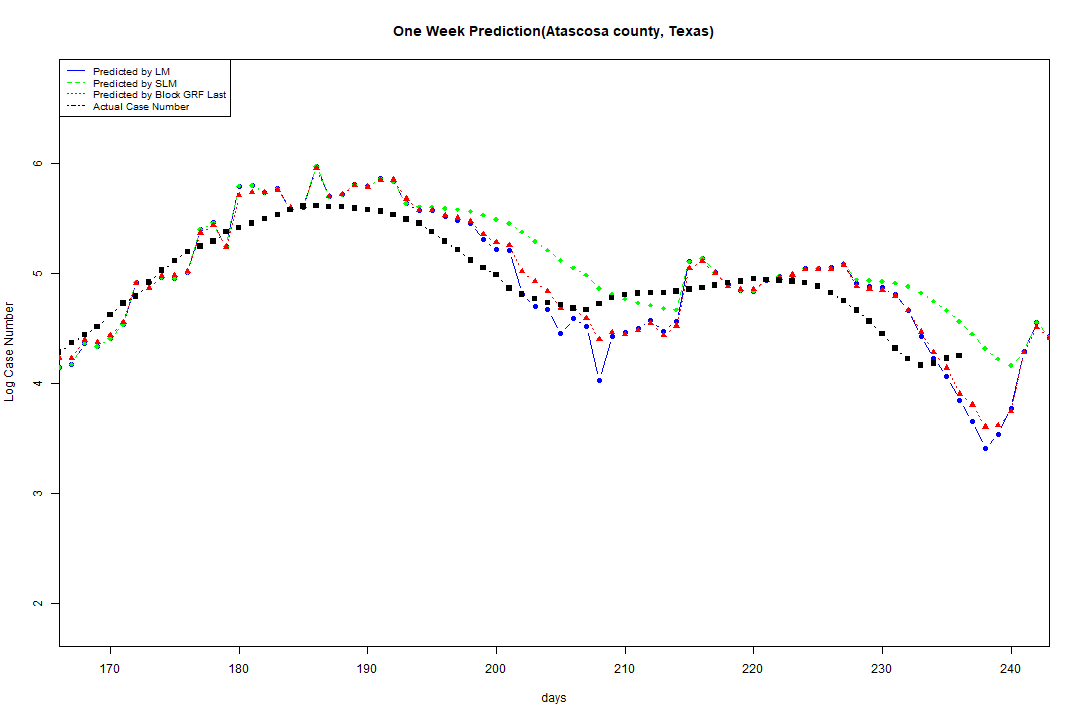 One Week Prediction(Atascosa county, Texas)
Predicted by LM
Predicted by SLM
Predicted by Block GRF Last
Actual Case Number
6
5
4
3
2
Log Case Number
170 180 190 200 210 220 230 240
days